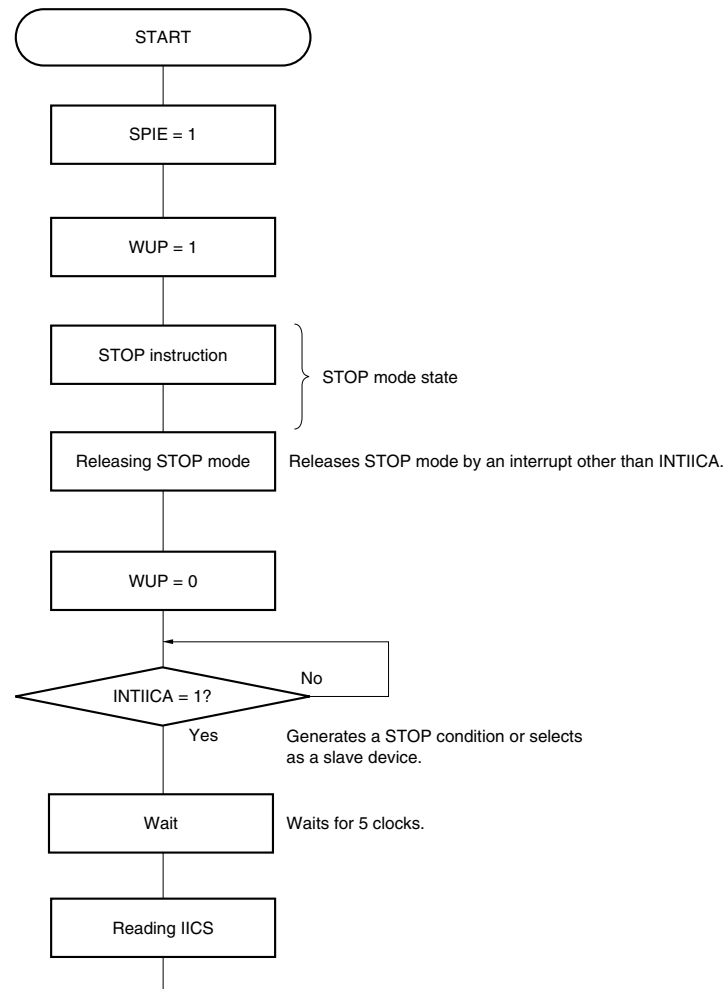 START
SPIE = 1
WUP = 1
STOP instruction
STOP mode state
Releasing STOP mode
Releases STOP mode by an interrupt other than INTIICA.
WUP = 0
No
INTIICA = 1?
Yes
Generates a STOP condition or selects
as a slave device.
Wait
Waits for 5 clocks.
Reading IICS